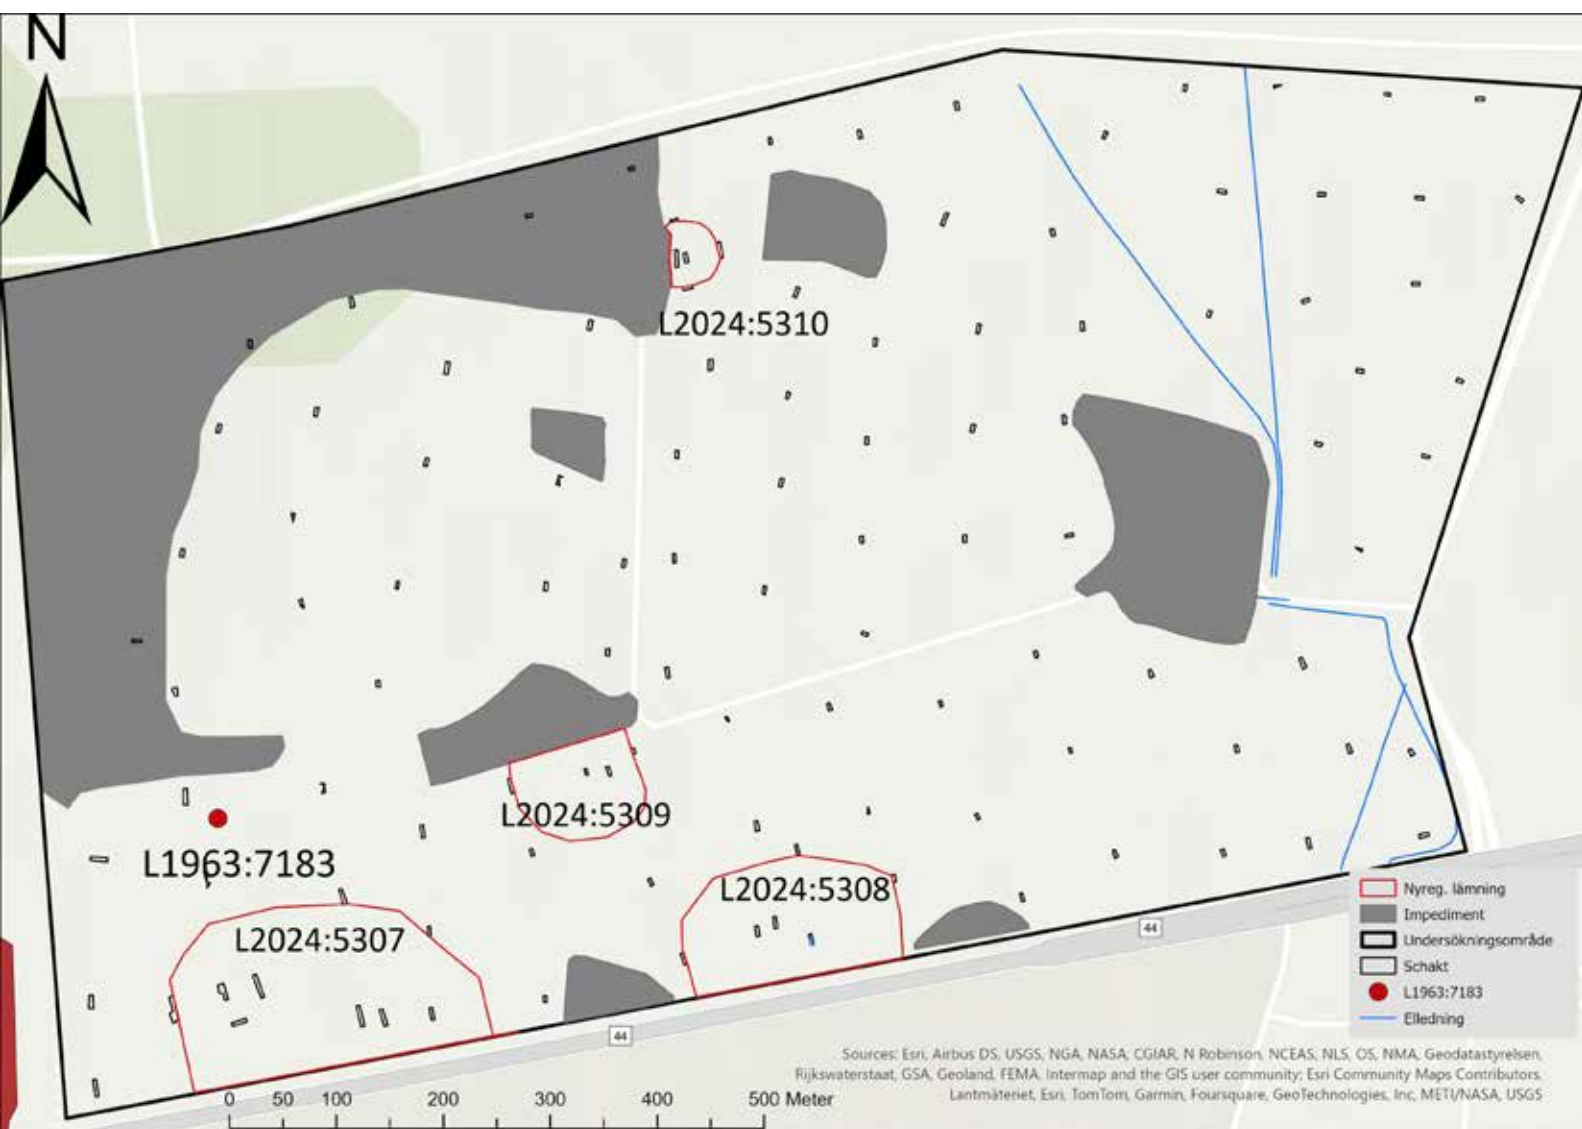 N
L2024:5310
L2024:5309
L1963:7183
L2024:5308
L2024:5307
44
44
Nyreg. lämning
Impediment
Undersökningsområde
Schakt
L1963:7183
Elledning
0 50 100 200 300 400 500 Meter
Sources: Esri, Airbus DS, USGS, NGA, NASA, CGIAR, N Robinson, NCEAS, NLS, OS, NMA, Geodatastyrelsen,
Rijkswaterstaat, GSA, Geoland, FEMA, Intermap and the GIS user community; Esri Community Maps Contributors,
Lantmäteriet, Esri, TomTom, Garmin, Foursquare, GeoTechnologies, Inc, METI/NASA, USGS